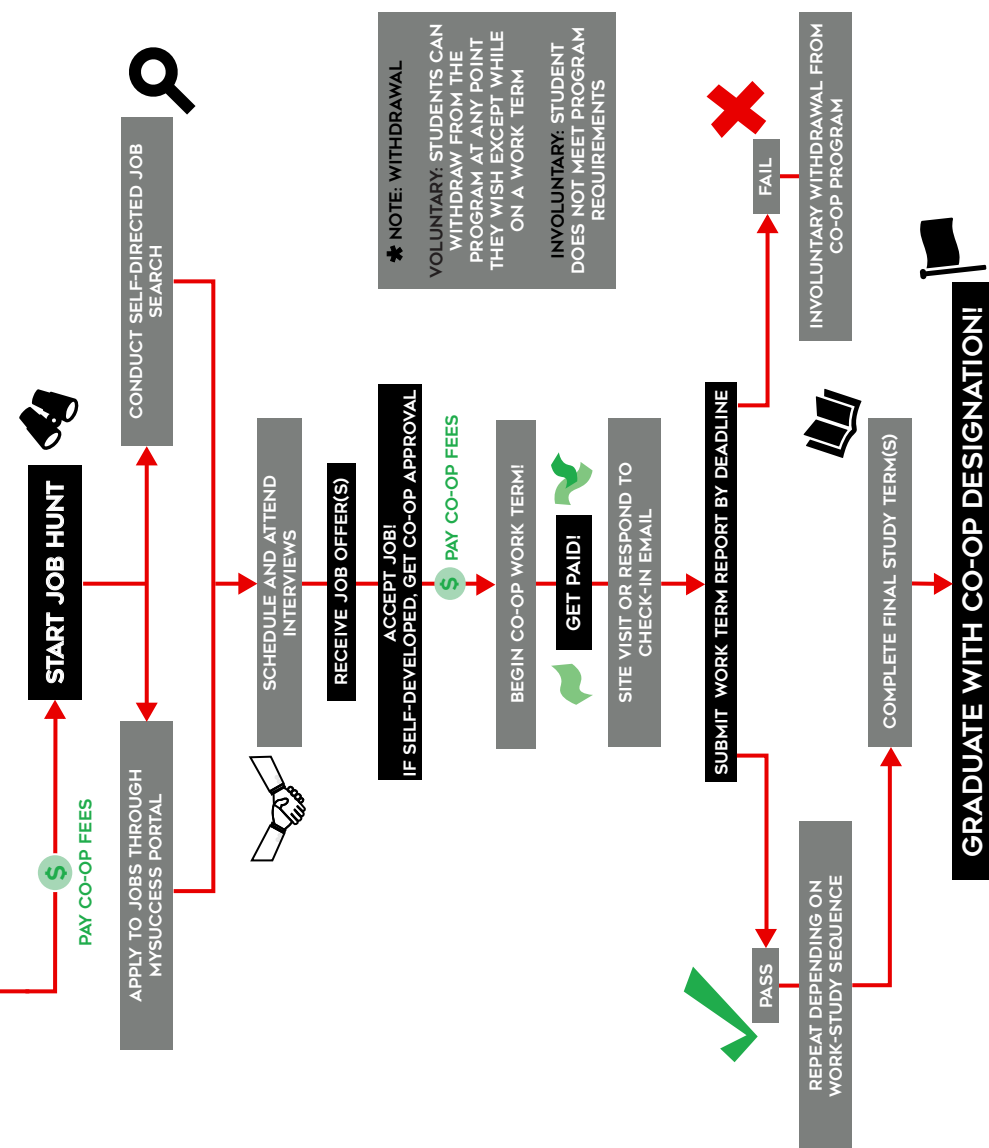 $
PAY CO-OP FEES
START JOB HUNT
APPLY TO JOBS THROUGH
MYSUCCESS PORTAL
CONDUCT SELF-DIRECTED JOB
SEARCH
SCHEDULE AND ATTEND
INTERVIEWS
RECEIVE JOB OFFER(S)
ACCEPT JOB!
IF SELF-DEVELOPED, GET CO-OP APPROVAL
$ PAY CO-OP FEES
BEGIN CO-OP WORK TERM!
GET PAID!
SITE VISIT OR RESPOND TO
CHECK-IN EMAIL
* NOTE: WITHDRAWAL
VOLUNTARY: STUDENTS CAN
WITHDRAW FROM THE
PROGRAM AT ANY POINT
THEY WISH EXCEPT WHILE
ON A WORK TERM
INVOLUNTARY: STUDENT
DOES NOT MEET PROGRAM
REQUIREMENTS
SUBMIT WORK TERM REPORT BY DEADLINE
PASS
FAIL
REPEAT DEPENDING ON
WORK-STUDY SEQUENCE
INVOLUNTARY WITHDRAWAL FROM
CO-OP PROGRAM
COMPLETE FINAL STUDY TERM(S)
GRADUATE WITH CO-OP DESIGNATION!